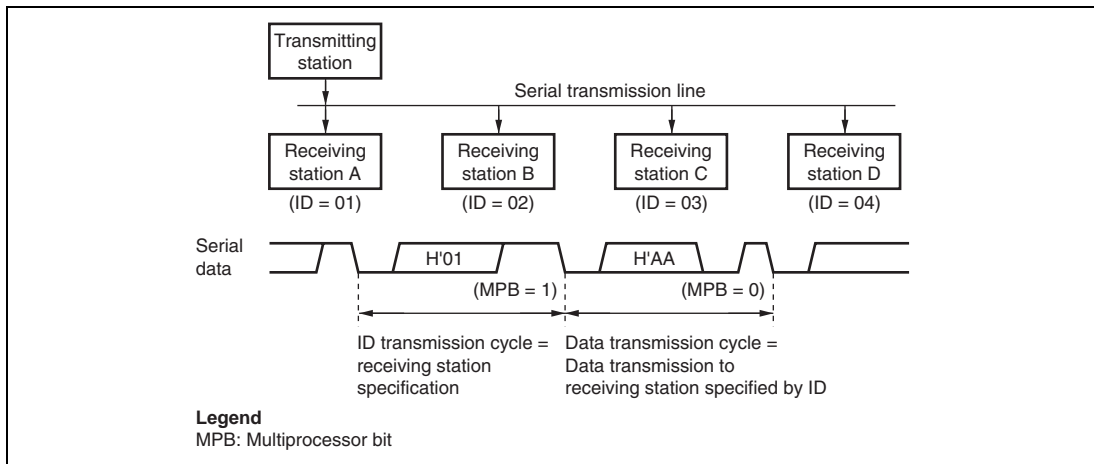 Transmitting
station
Serial transmission line
Receiving
station A
Receiving
station B
Receiving
station C
Receiving
station D
(ID = 01)
(ID = 02)
(ID = 03)
(ID = 04)
Serial
data
H'01
H'AA
(MPB = 1)
(MPB = 0)
ID transmission cycle =
receiving station
specification
Data transmission cycle =
Data transmission to
receiving station specified by ID
Legend
MPB: Multiprocessor bit